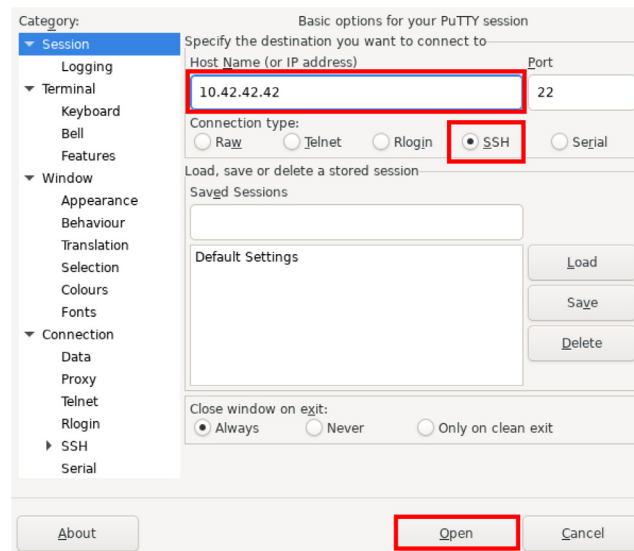 Category:
Session
Logging
Terminal
Keyboard
Bell
Features
Window
Appearance
Behaviour
Translation
Selection
Colours
Fonts
Connection
Data
Proxy
Telnet
Rlogin
SSH
Serial
Basic options for your PuTTY session
Specify the destination you want to connect to
Host Name (or IP address) Port
10.42.42.42 22
Connection type:
Raw Telnet Rlogin SSH Serial
Load, save or delete a stored session
Saved Sessions
Default Settings
Load
Save
Delete
Close window on exit:
Always Never Only on clean exit
About Open Cancel